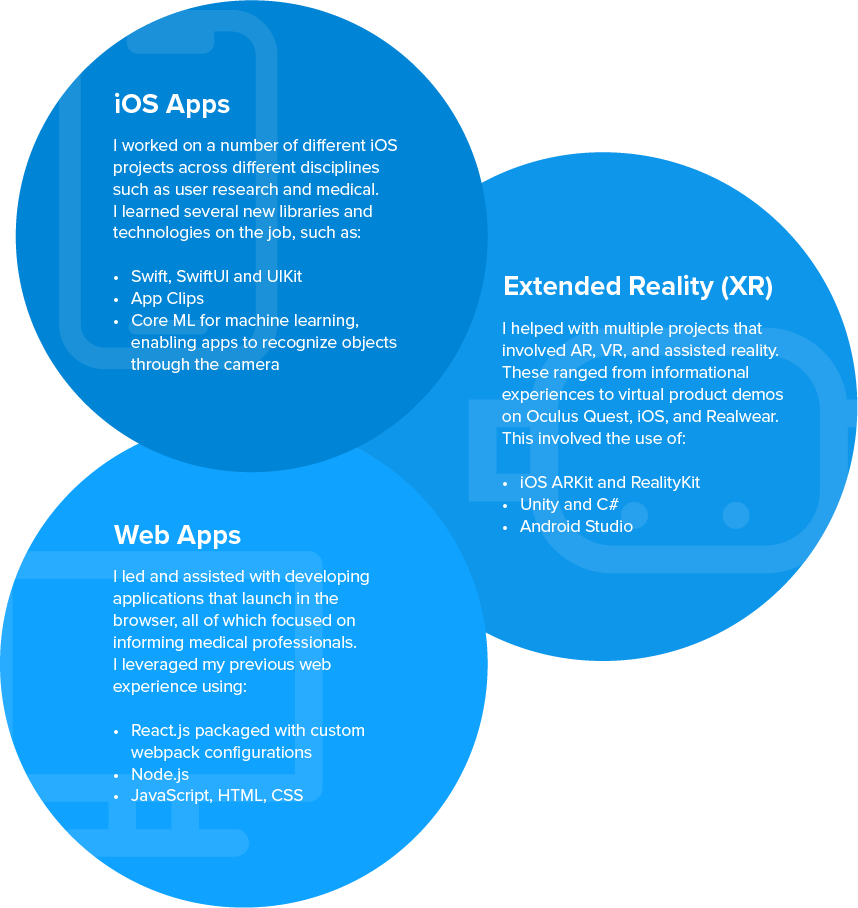 iOS Apps
I worked on a number of different iOS
projects across different disciplines
such as user research and medical.
I learned several new libraries and
technologies on the job, such as:
• Swift, SwiftUI and UIKit
• App Clips
• Core ML for machine learning,
enabling apps to recognize objects
through the camera
Extended Reality (XR)
I helped with multiple projects that
involved AR, VR, and assisted reality.
These ranged from informational
experiences to virtual product demos
on Oculus Quest, iOS, and Realwear.
This involved the use of:
• iOS ARKit and RealityKit
• Unity and C#
• Android Studio
Web Apps
I led and assisted with developing
applications that launch in the
browser, all of which focused on
informing medical professionals.
I leveraged my previous web
experience using:
• React.js packaged with custom
webpack configurations
• Node.js
• JavaScript, HTML, CSS